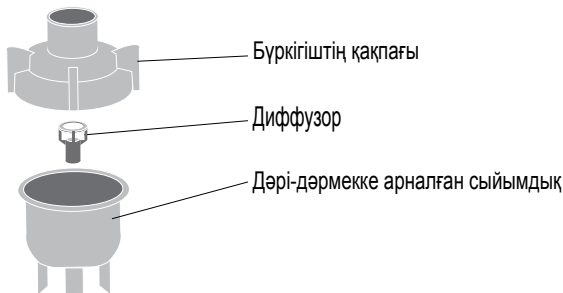 Бүркігіштің қақпағы
Диффузор
Дәрі-дәрмекке арналған сыйымдық